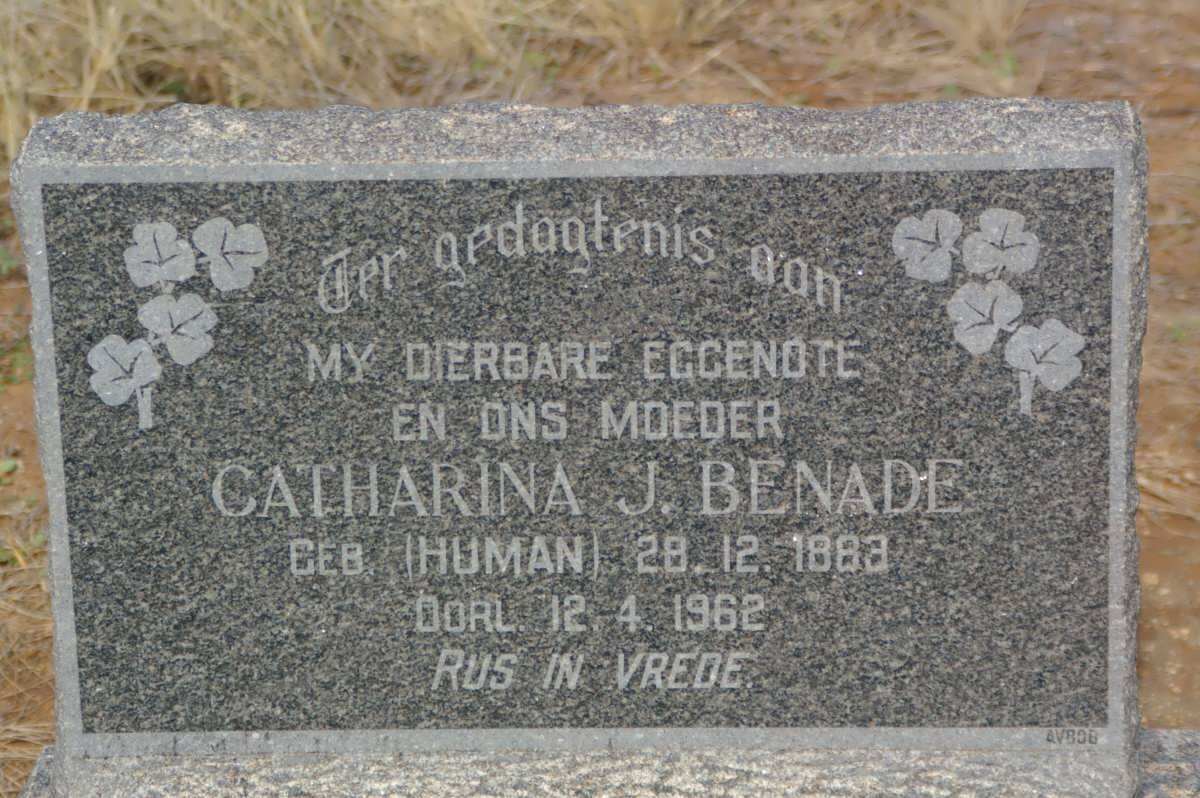 Ter gedagtenis aan
MY DIERBARE EGGENOTE
EN ONS MOEDER
CATHARINA J. BENADE
GEB. (HUMAN). 28. 12. 1883
OORL. 12. 4. 1962
RUS IN VREDE.
AVBOB